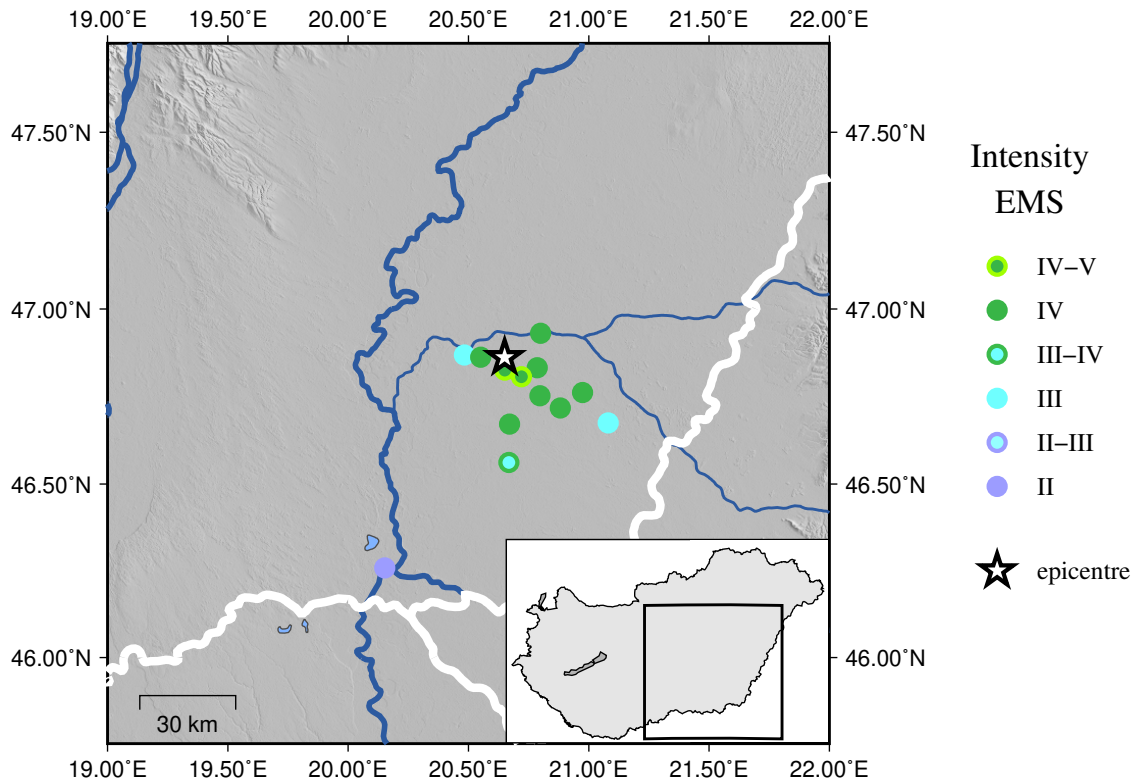 19.00˚E 19.50˚E 20.00˚E 20.50˚E 21.00˚E 21.50˚E 22.00˚E
47.50˚N 47.50˚N
47.00˚N 47.00˚N
46.50˚N 46.50˚N
46.00˚N 46.00˚N
30 km
19.00˚E 19.50˚E 20.00˚E 20.50˚E 21.00˚E 21.50˚E 22.00˚E
Intensity
EMS
IV–V
IV
III–IV
III
II–III
II
epicentre